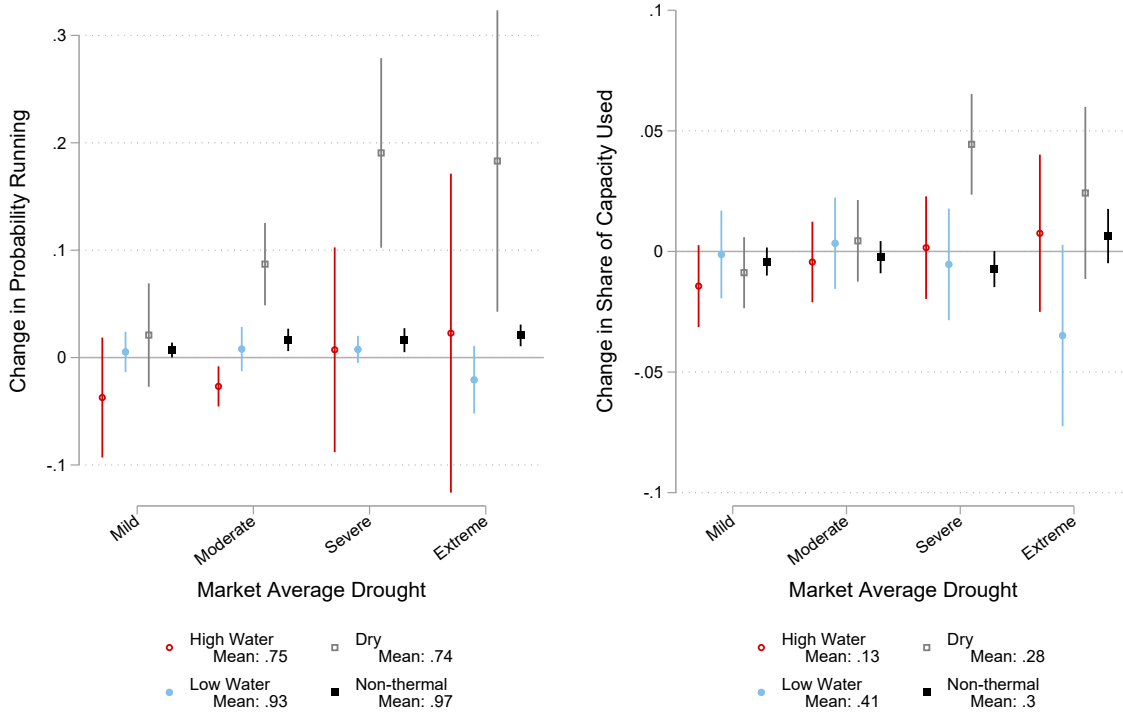 Change in Probability Running
.3
.2
.1
0
-.1
Mild
Moderate
Severe
Extreme
Market Average Drought
High Water
Mean: .75
Dry
Mean: .74
Low Water
Mean: .93
Non-thermal
Mean: .97
Change in Share of Capacity Used
.1
.05
0
-.05
-.1
Mild
Moderate
Severe
Extreme
Market Average Drought
High Water
Mean: .13
Dry
Mean: .28
Low Water
Mean: .41
Non-thermal
Mean: .3